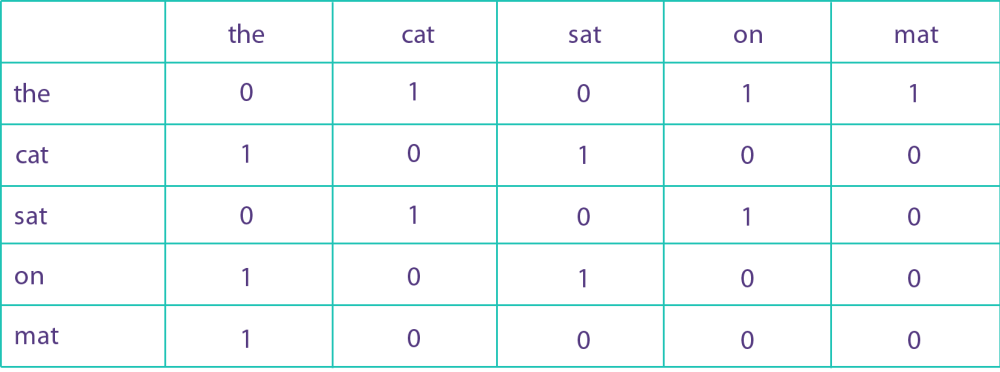 the cat sat on mat
the 0 1 0 1 1
cat 1 0 1 0 0
sat 0 1 0 1 0
on 1 0 1 0 0
mat 1 0 0 0 0